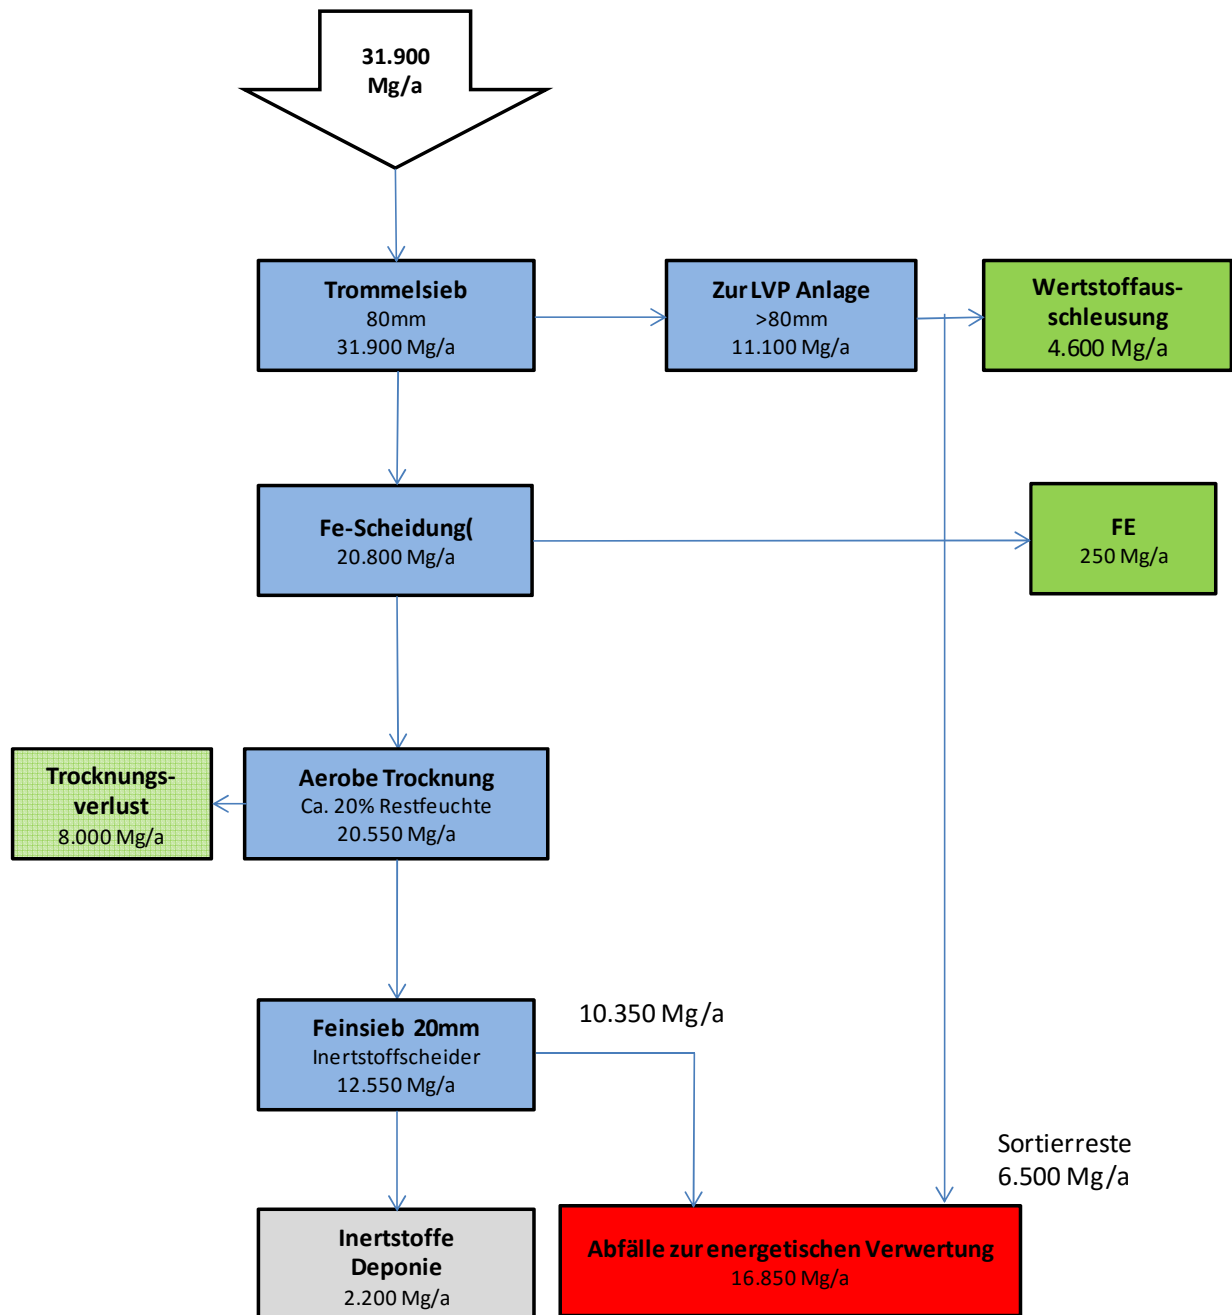 31.900
Mg/a
Trommelsieb
80mm
31.900 Mg/a
Zur LVP Anlage
>80mm
11.100 Mg/a
Wertstoffaus-
schleusung
4.600 Mg/a
Fe-Scheidung(
20.800 Mg/a
FE
250 Mg/a
Trocknungs-
verlust
8.000 Mg/a
Aerobe Trocknung
Ca. 20% Restfeuchte
20.550 Mg/a
Feinsieb 20mm
Inertstoffscheider
12.550 Mg/a
10.350 Mg/a
Sortierreste
6.500 Mg/a
Inertstoffe
Deponie
2.200 Mg/a
Abfälle zur energetischen Verwertung
16.850 Mg/a